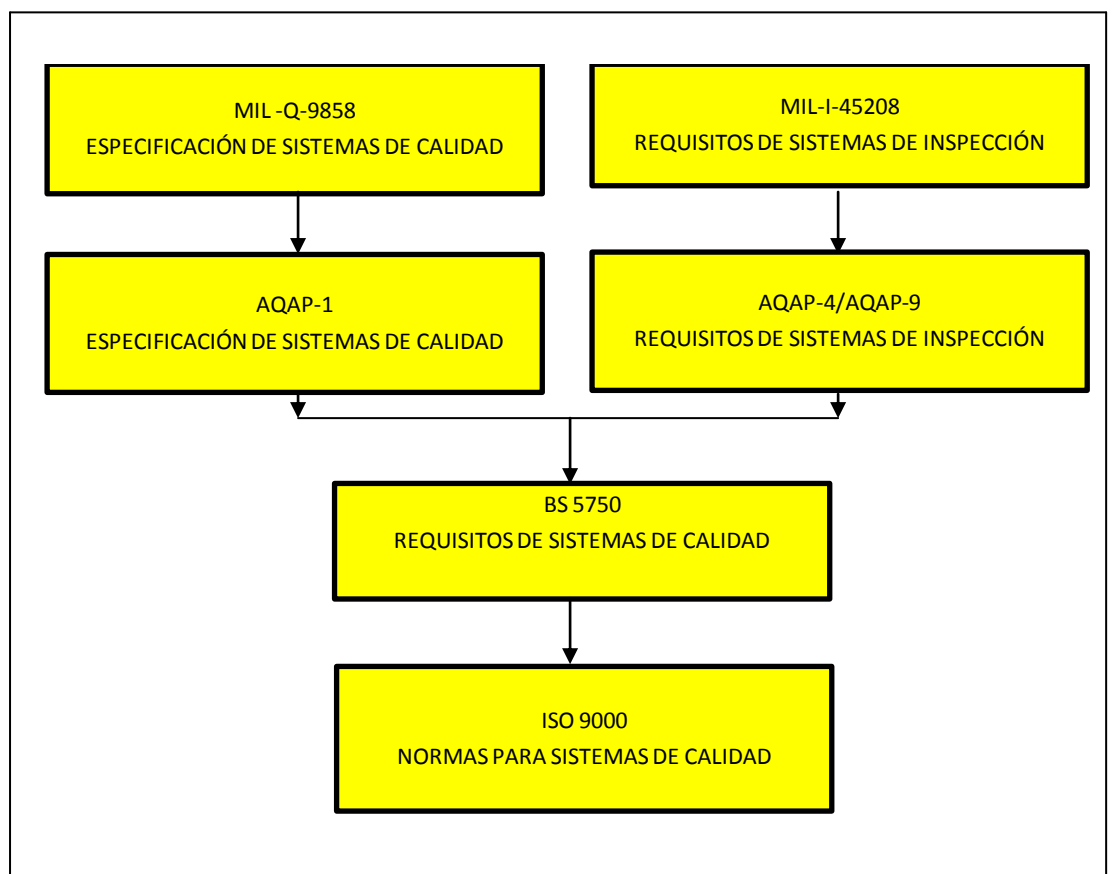 MIL -Q-9858
ESPECIFICACIÓN DE SISTEMAS DE CALIDAD
MIL-I-45208
REQUISITOS DE SISTEMAS DE INSPECCIÓN
AQAP-1
ESPECIFICACIÓN DE SISTEMAS DE CALIDAD
AQAP-4/AQAP-9
REQUISITOS DE SISTEMAS DE INSPECCIÓN
BS 5750
REQUISITOS DE SISTEMAS DE CALIDAD
ISO 9000
NORMAS PARA SISTEMAS DE CALIDAD